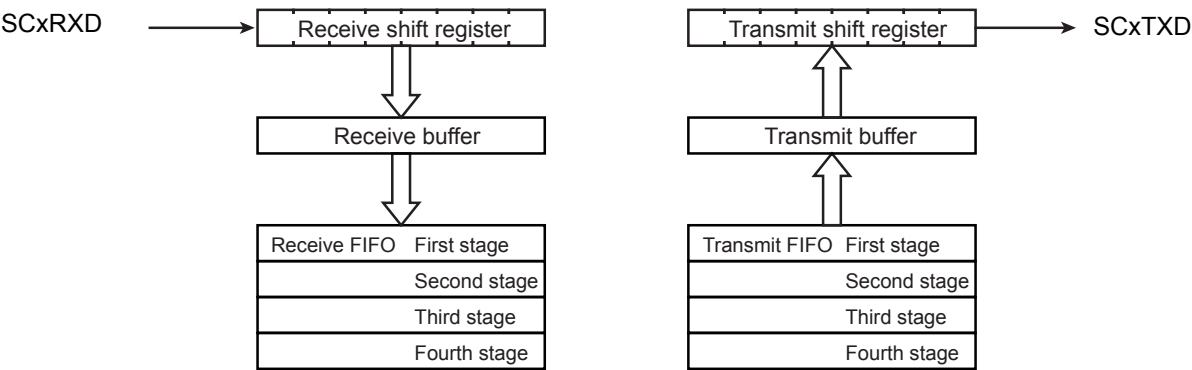 SCxRXD
Receive shift register
Transmit shift register
SCxTXD
Receive buffer
Transmit buffer
Receive FIFO First stage
Second stage
Third stage
Fourth stage
Transmit FIFO First stage
Second stage
Third stage
Fourth stage